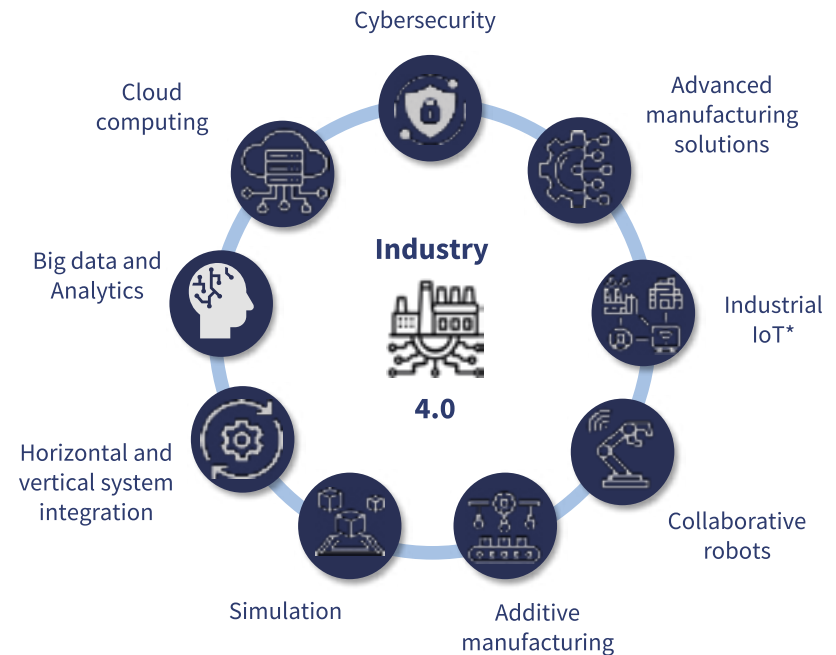 Cybersecurity
Cloud
computing
Advanced
manufacturing
solutions
Industry
4.0
Big data and
Analytics
Industrial
IoT*
Horizontal and
vertical system
integration
Collaborative
robots
Simulation
Additive
manufacturing